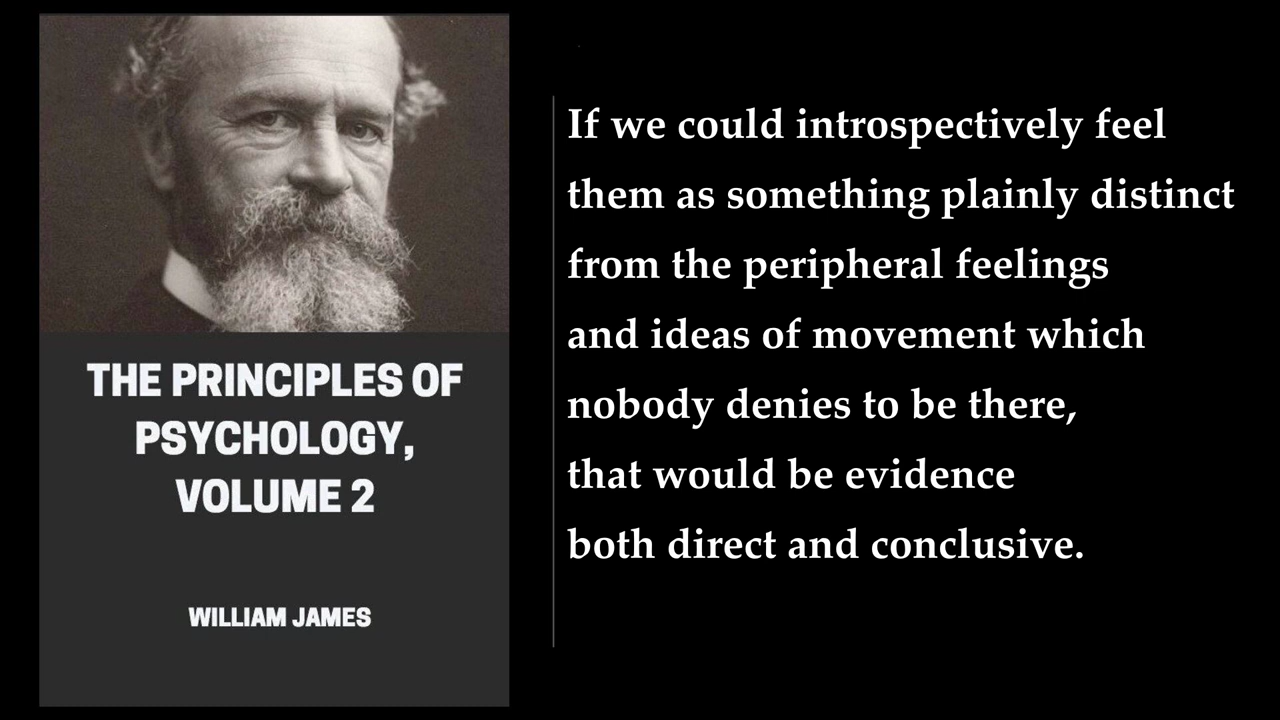 THE PRINCIPLES OF
PSYCHOLOGY,
VOLUME 2
WILLIAM JAMES
If we could introspectively feel
them as something plainly distinct
from the peripheral feelings
and ideas of movement which
nobody denies to be there,
that would be evidence
both direct and conclusive.